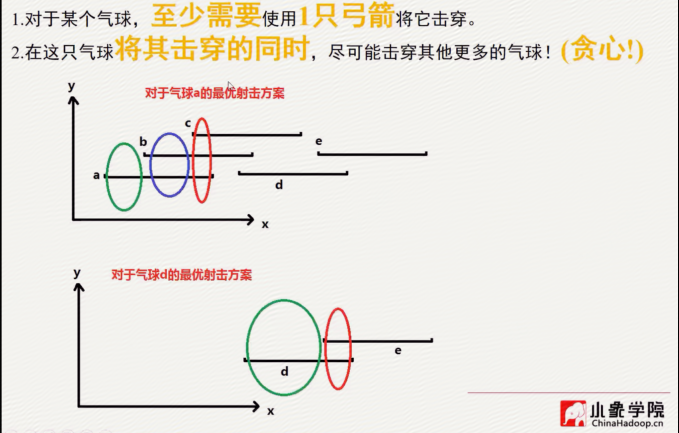 1.对于某个气球，至少需要使用1只弓箭将它击穿。
2.在这只气球将其击穿的同时，尽可能击穿其他更多的气球！(贪心!)
y
对于气球a的最优射击方案
c
b
e
a
d
x
y
对于气球d的最优射击方案
e
d
x
小象学院
ChinaHadoop.cn